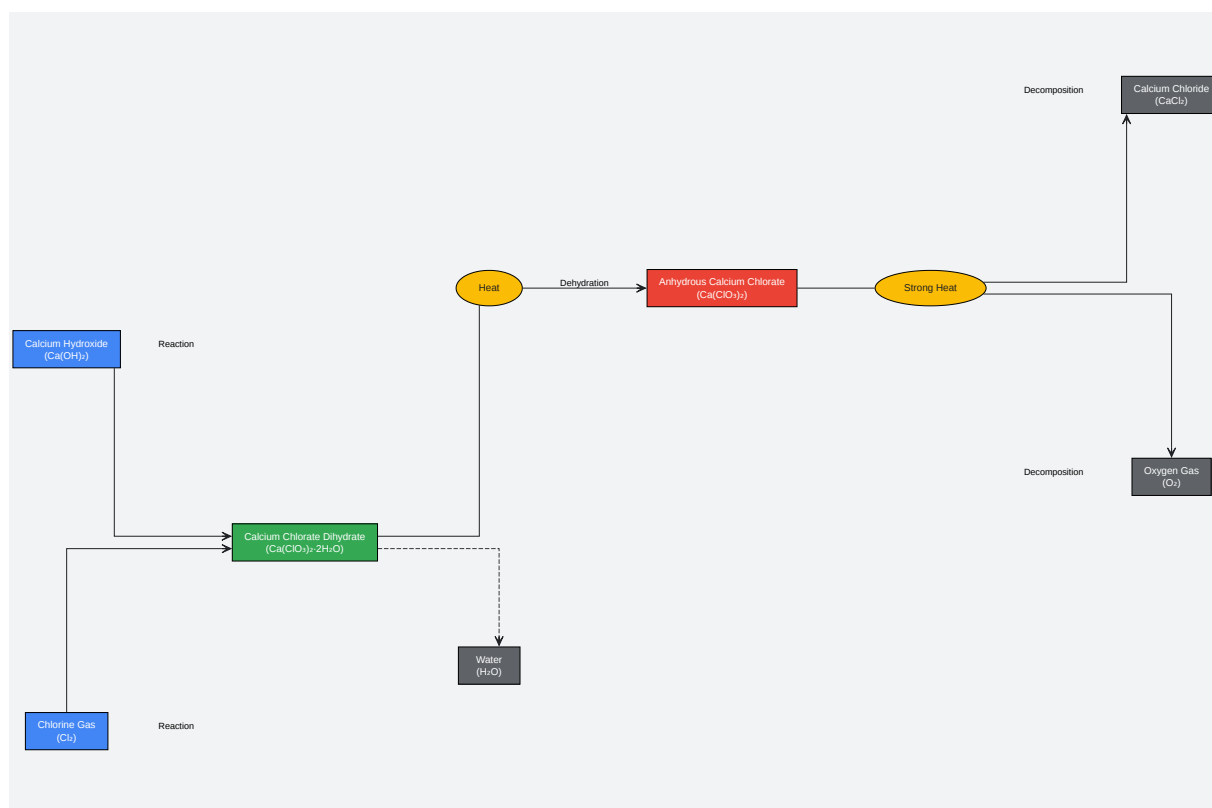 Decomposition
Calcium Chloride
(CaCl₂)
Heat
Dehydration
Anhydrous Calcium Chlorate
(Ca(ClO₃)₂)
Strong Heat
Calcium Hydroxide
(Ca(OH)₂)
Reaction
Decomposition
Oxygen Gas
(O₂)
Calcium Chlorate Dihydrate
(Ca(ClO₃)₂·2H₂O)
Water
(H₂O)
Chlorine Gas
(Cl₂)
Reaction